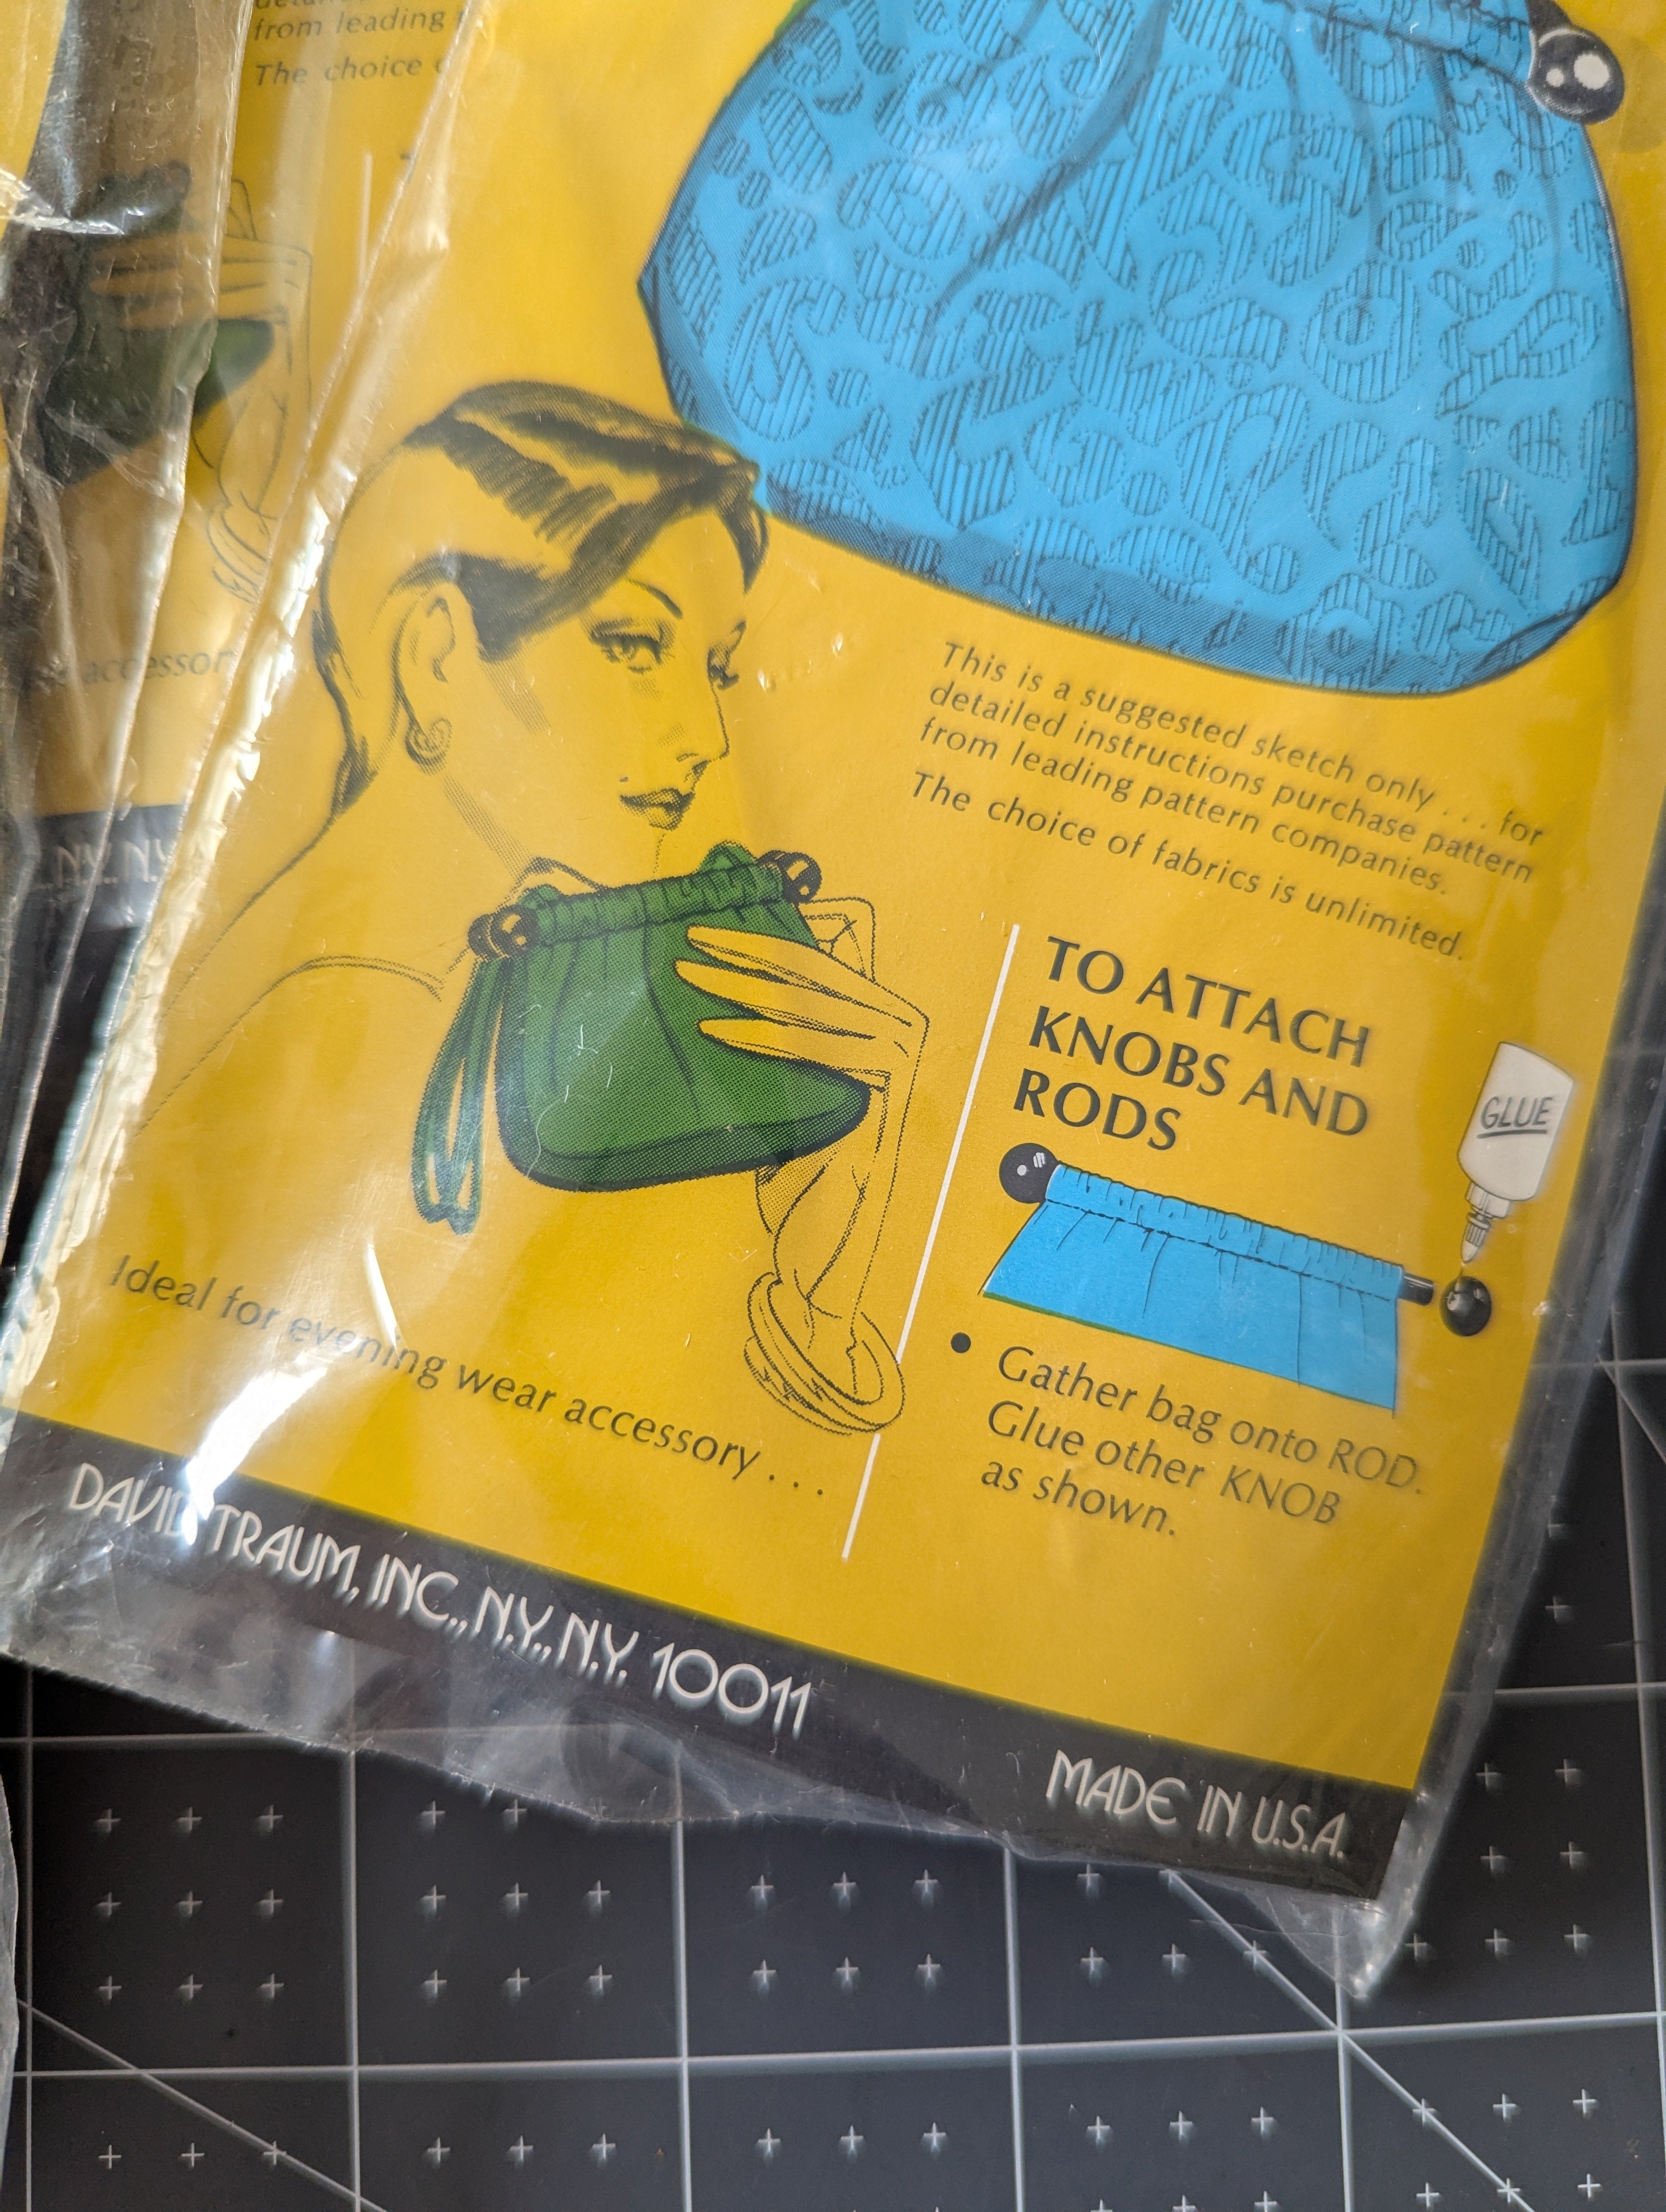 from leading
The choice
accessor
N.Y. N.Y
This is a suggested sketch only . . . for
detailed instructions purchase pattern
from leading pattern companies.
The choice of fabrics is unlimited.
TO ATTACH
KNOBS AND
RODS
GLUE
• Gather bag onto ROD.
Glue other KNOB
as shown.
Ideal for evening wear accessory . . .
DAVID TRAUM, INC., N.Y., N.Y. 10011
MADE IN U.S.A.